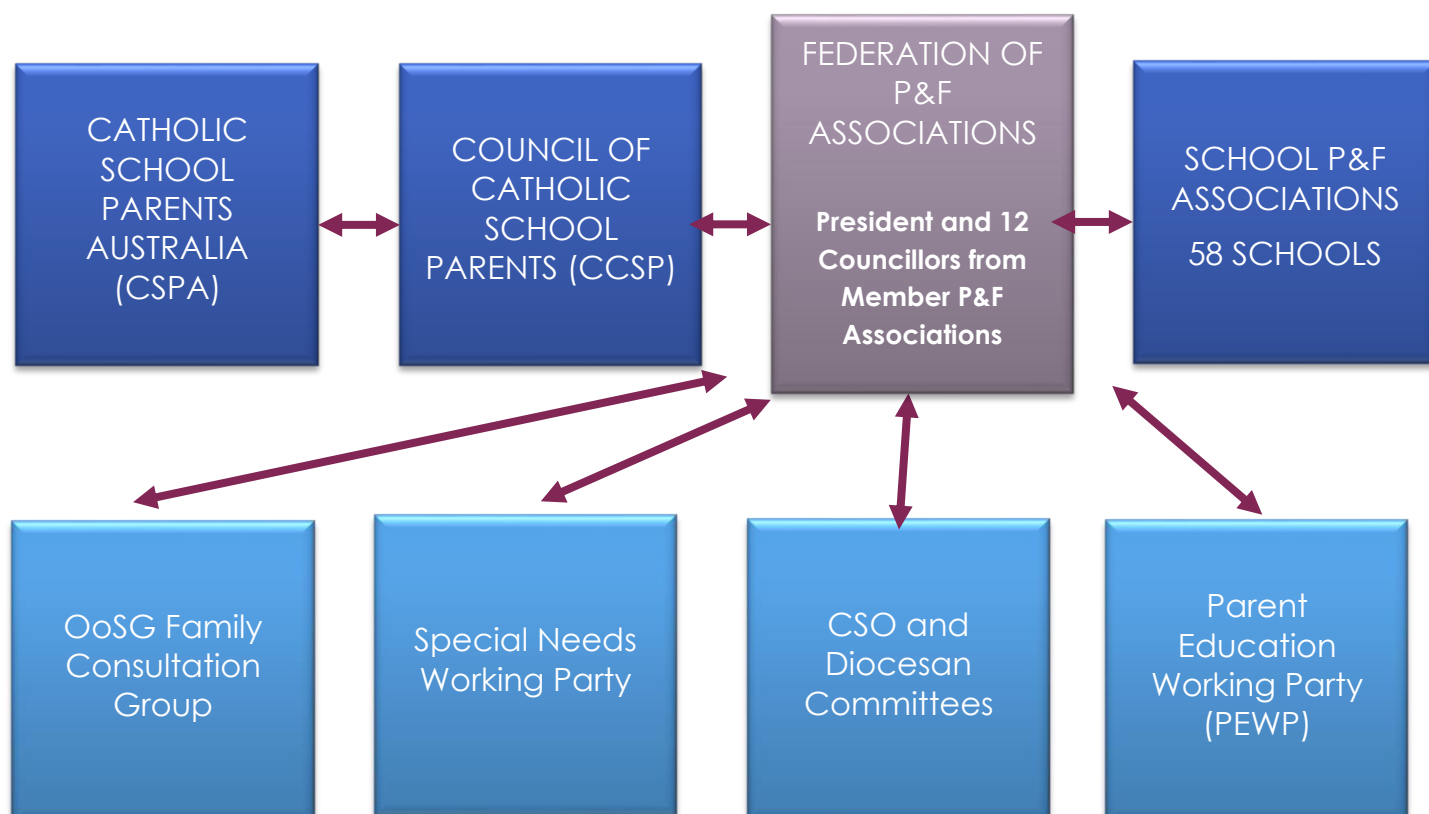 CATHOLIC
SCHOOL
PARENTS
AUSTRALIA
(CSPA)
COUNCIL OF
CATHOLIC
SCHOOL
PARENTS (CCSP)
FEDERATION OF
P&F
ASSOCIATIONS
President and 12
Councillors from
Member P&F
Associations
SCHOOL P&F
ASSOCIATIONS
58 SCHOOLS
OoSG Family
Consultation
Group
Special Needs
Working Party
CSO and
Diocesan
Committees
Parent
Education
Working Party
(PEWP)